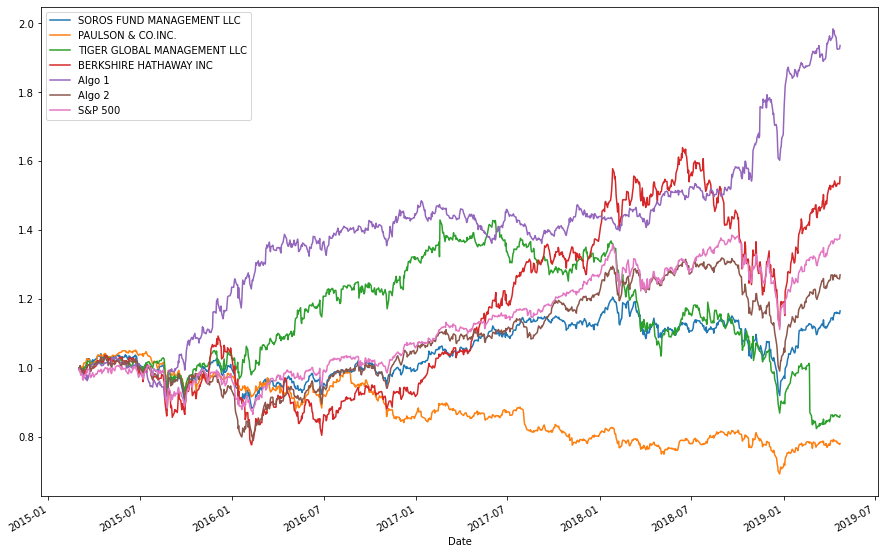 2.0
1.8
1.6
1.4
1.2
1.0
0.8
SOROS FUND MANAGEMENT LLC
PAULSON & CO.INC.
TIGER GLOBAL MANAGEMENT LLC
BERKSHIRE HATHAWAY INC
Algo 1
Algo 2
S&P 500
2015-01
2015-07
2016-01
2016-07
2017-01
2017-07
2018-01
2018-07
2019-01
2019-07
Date